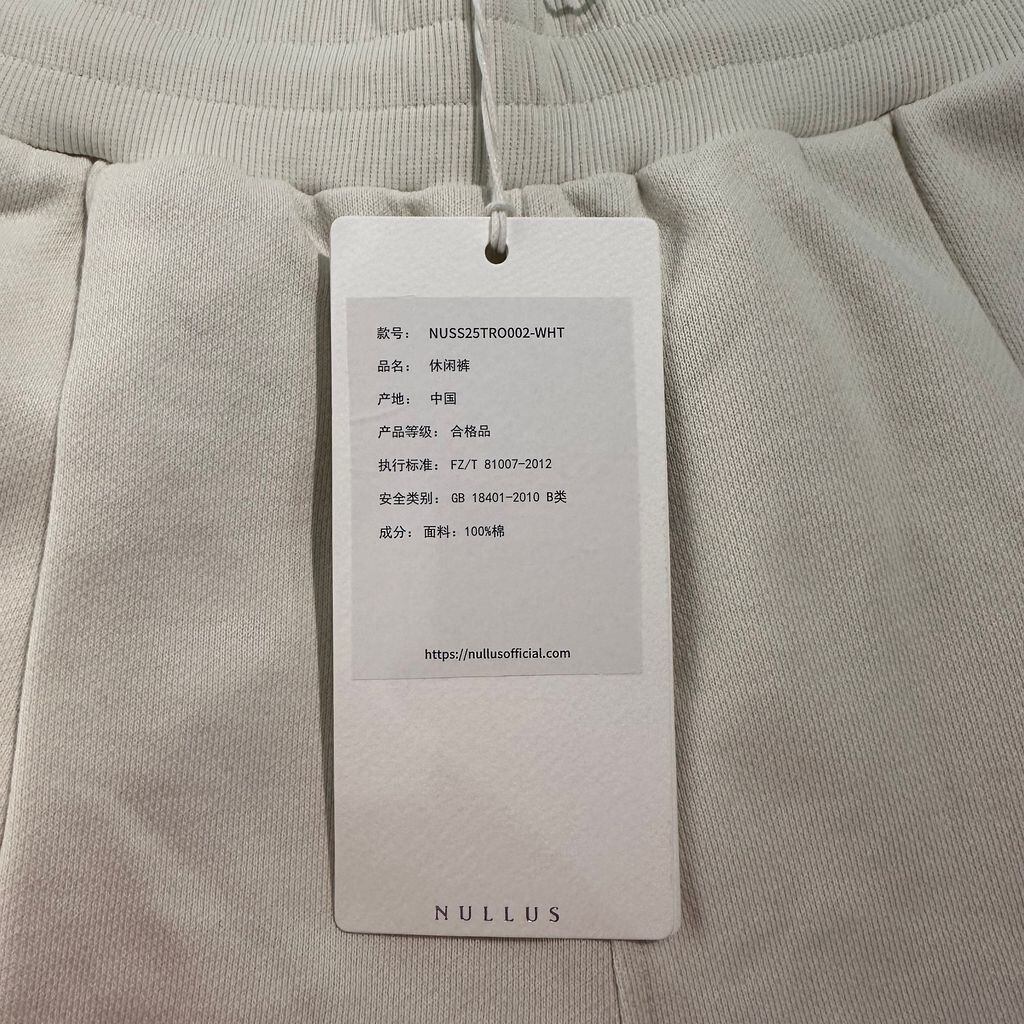 款号： NUSS25TRO002-WHT
品名： 休闲裤
产地： 中国
产品等级： 合格品
执行标准： FZ/T 81007-2012
安全类别： GB 18401-2010 B类
成分： 面料： 100%棉
https://nullusofficial.com
NULLUS